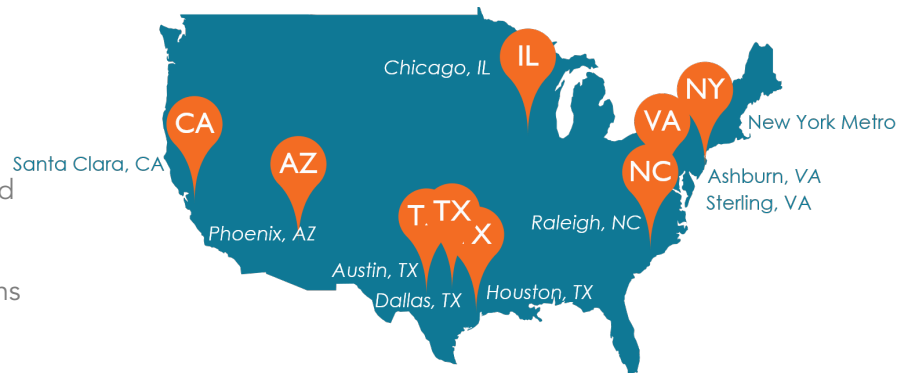 IL
Chicago, IL
NY
CA
VA
New York Metro
AZ
Santa Clara, CA
NC
Ashburn, VA
d
Sterling, VA
T
TX
X
Raleigh, NC
Phoenix, AZ
Austin, TX
ns
Dallas, TX
Houston, TX